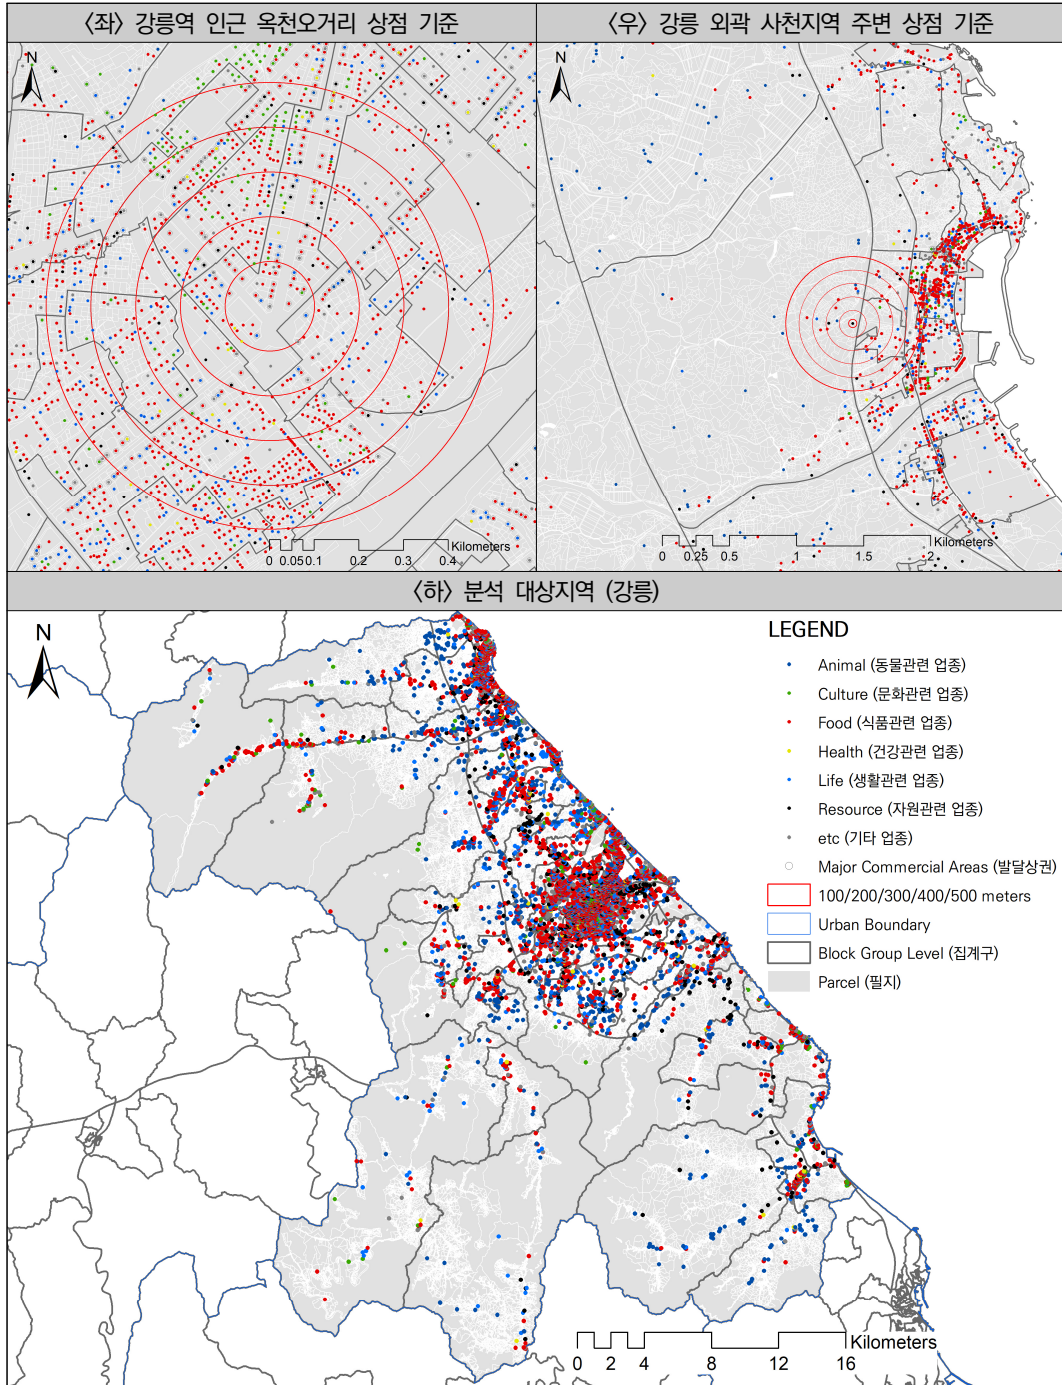 <좌> 강릉역 인근 옥천오거리 상점 기준
<우> 강릉 외곽 사천지역 주변 상점 기준
N
N
Kilometers
0 0.050.1 0.2 0.3 0.4
Kilometers
0 0.25 0.5 1 1.5 2
<하> 분석 대상지역 (강릉)
N
LEGEND
Animal (동물관련 업종)
Culture (문화관련 업종)
Food (식품관련 업종)
Health (건강관련 업종)
Life (생활관련 업종)
Resource (자원관련 업종)
etc (기타 업종)
Major Commercial Areas (발달상권)
100/200/300/400/500 meters
Urban Boundary
Block Group Level (집계구)
Parcel (필지)
Kilometers
0 2 4 8 12 16